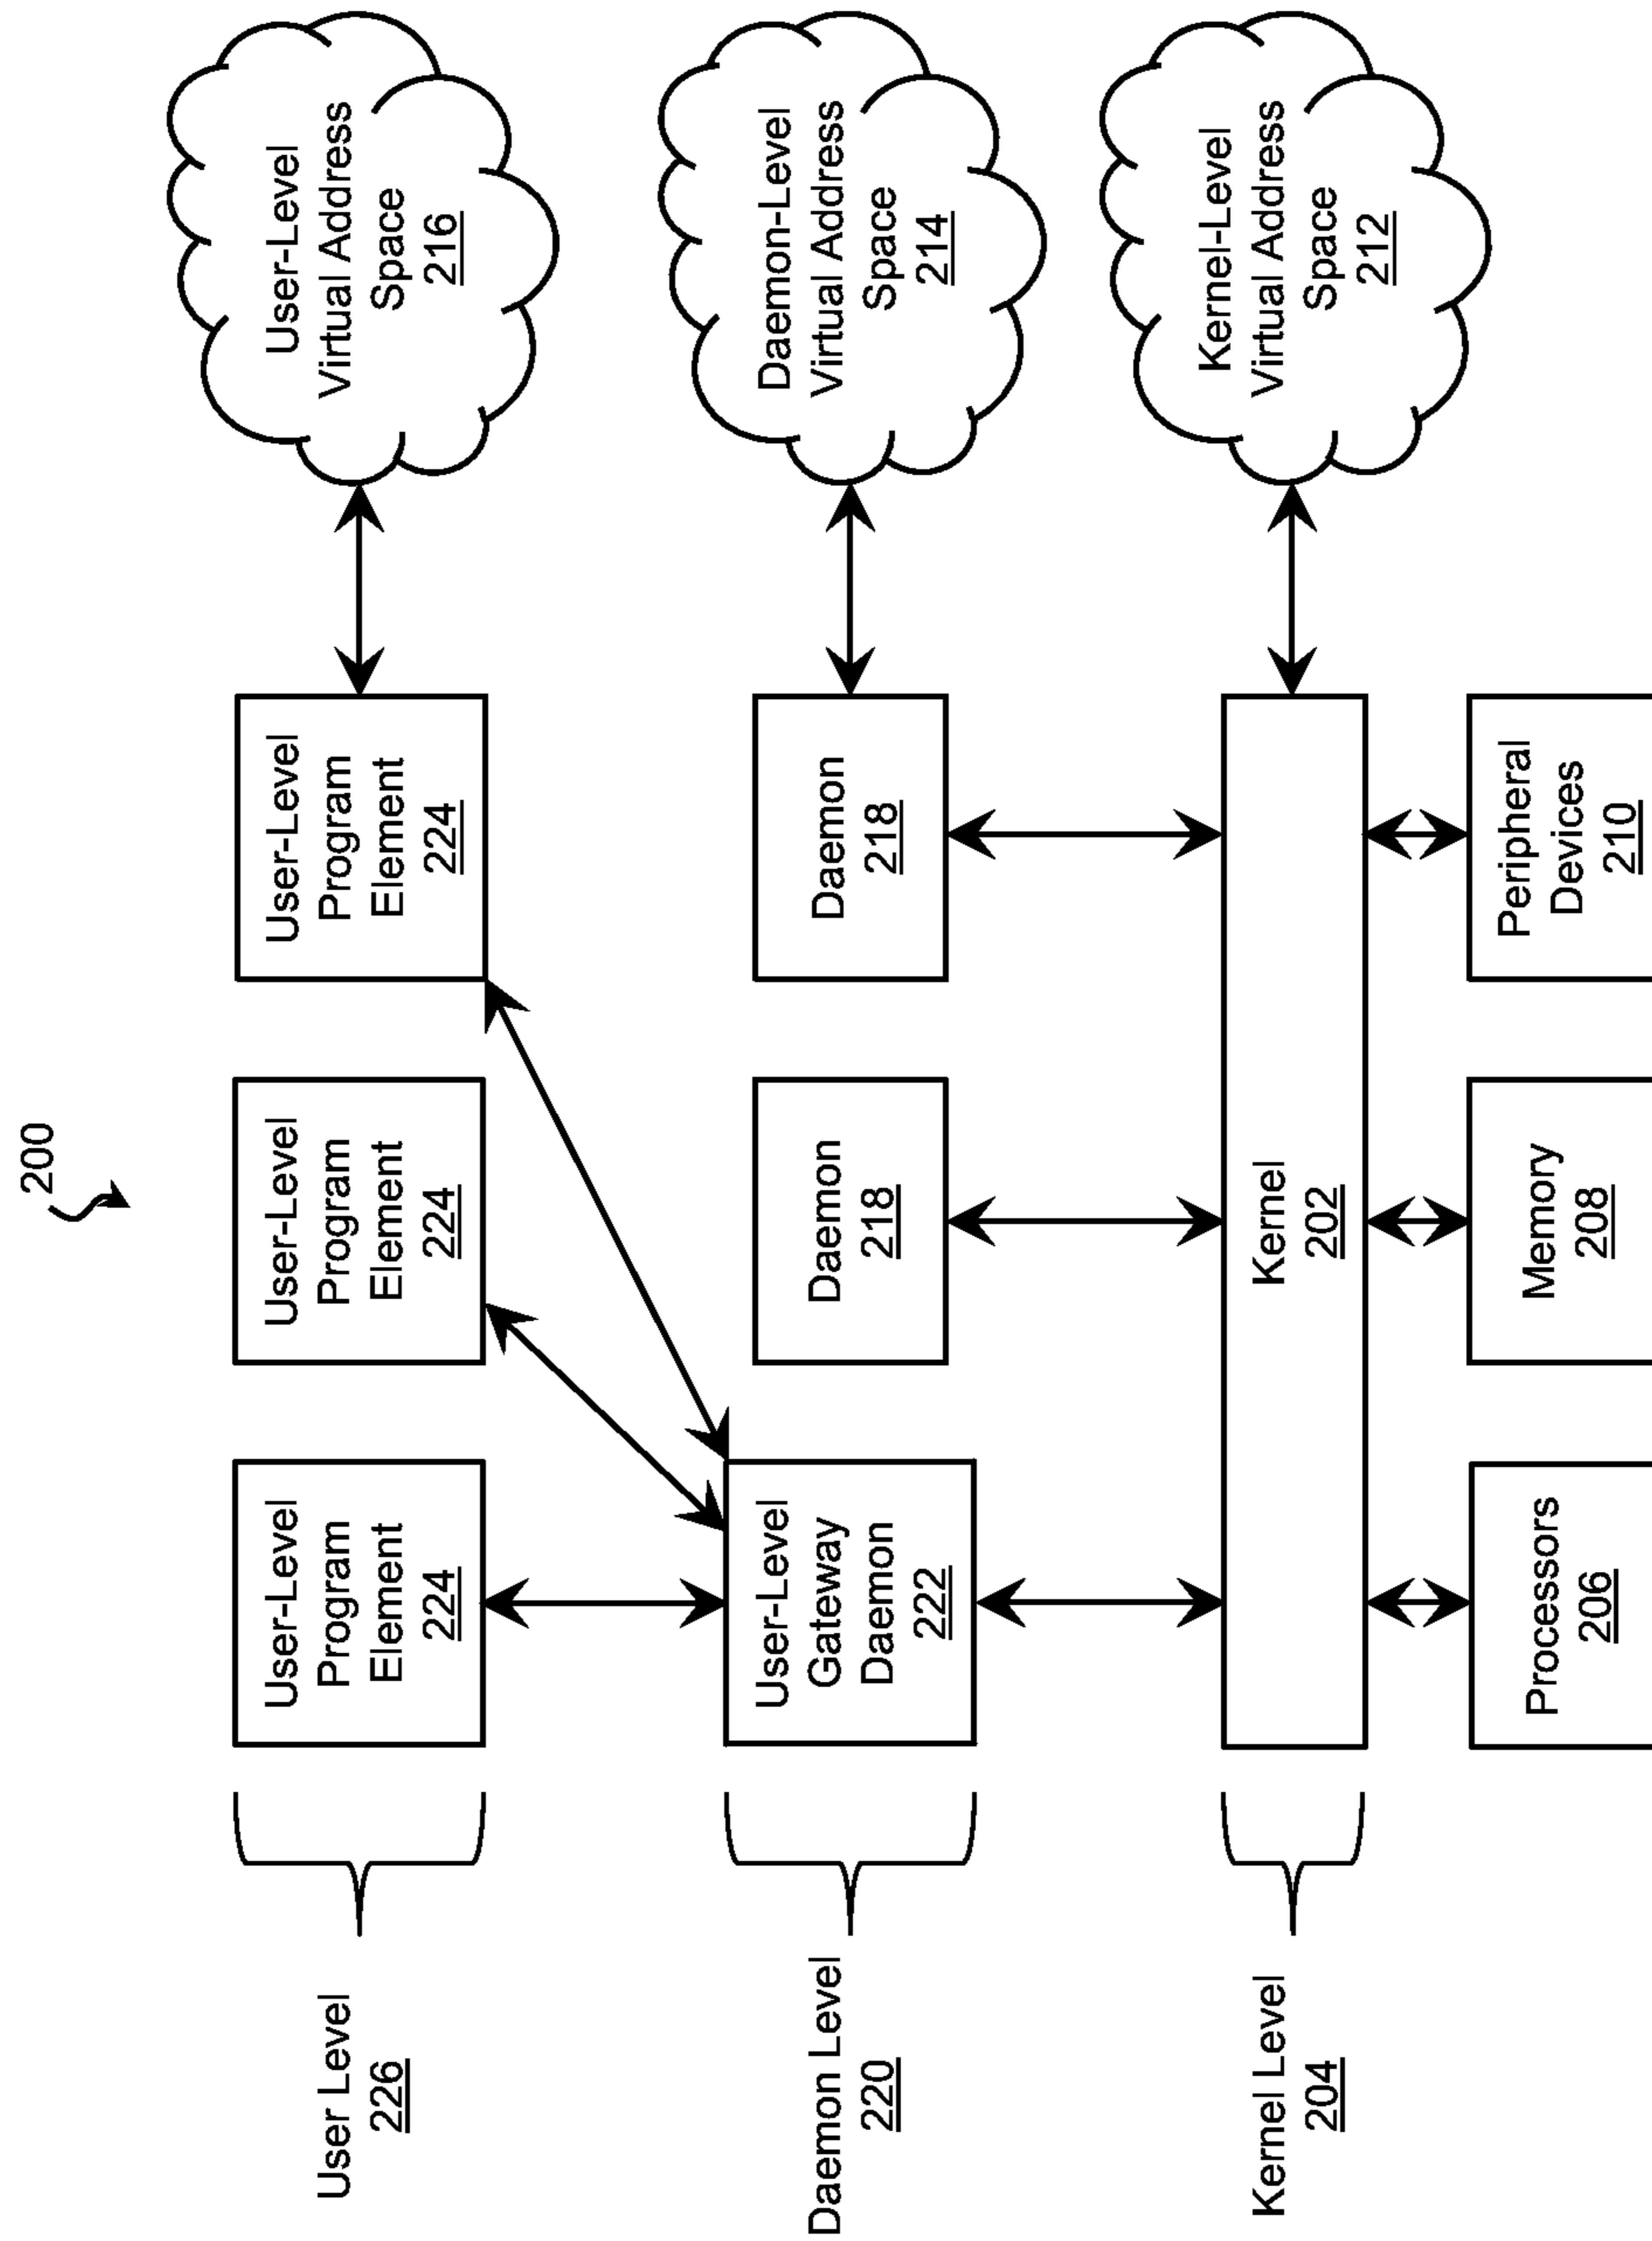 200
User Level
226
User-Level
Program
Element
224
User-Level
Program
Element
224
User-Level
Program
Element
224
User-Level
Virtual Address
Space
216
Daemon Level
220
User-Level
Gateway
Daemon
222
Daemon
218
Daemon
218
Daemon-Level
Virtual Address
Space
214
Kernel Level
204
Kernel
202
Kernel-Level
Virtual Address
Space
212
Processors
206
Memory
208
Peripheral
Devices
210